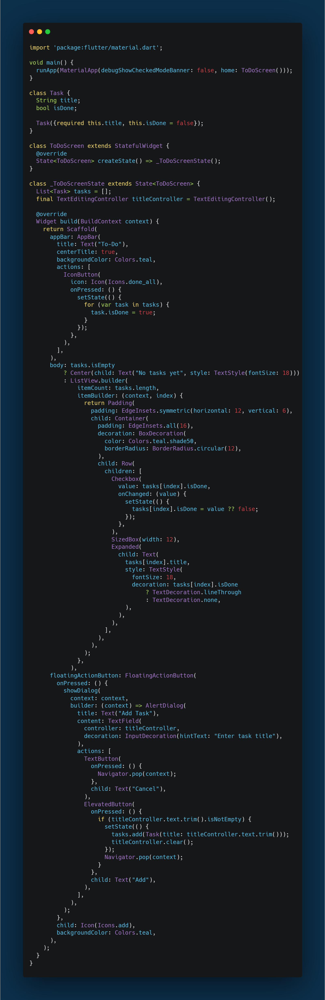 import 'package:flutter/material.dart';

void main() {
  runApp(MaterialApp(debugShowCheckedModeBanner: false, home: ToDoScreen()));
}

class Task {
  String title;
  bool isDone;

  Task({required this.title, this.isDone = false});
}

class ToDoScreen extends StatefulWidget {
  @override
  State<ToDoScreen> createState() => _ToDoScreenState();
}

class _ToDoScreenState extends State<ToDoScreen> {
  List<Task> tasks = [];
  final TextEditingController titleController = TextEditingController();

  @override
  Widget build(BuildContext context) {
    return Scaffold(
      appBar: AppBar(
        title: Text("To-Do"),
        centerTitle: true,
        backgroundColor: Colors.teal,
        actions: [
          IconButton(
            icon: Icon(Icons.done_all),
            onPressed: () {
              setState(() {
                for (var task in tasks) {
                  task.isDone = true;
                }
              });
            },
          ),
        ],
      ),
      body: tasks.isEmpty
          ? Center(child: Text("No tasks yet", style: TextStyle(fontSize: 18)))
          : ListView.builder(
              itemCount: tasks.length,
              itemBuilder: (context, index) {
                return Padding(
                  padding: EdgeInsets.symmetric(horizontal: 12, vertical: 6),
                  child: Container(
                    padding: EdgeInsets.all(16),
                    decoration: BoxDecoration(
                      color: Colors.teal.shade50,
                      borderRadius: BorderRadius.circular(12),
                    ),
                    child: Row(
                      children: [
                        Checkbox(
                          value: tasks[index].isDone,
                          onChanged: (value) {
                            setState(() {
                              tasks[index].isDone = value ?? false;
                            });
                          },
                        ),
                        SizedBox(width: 12),
                        Expanded(
                          child: Text(
                            tasks[index].title,
                            style: TextStyle(
                              fontSize: 18,
                              decoration: tasks[index].isDone
                                  ? TextDecoration.lineThrough
                                  : TextDecoration.none,
                            ),
                          ),
                        ),
                      ],
                    ),
                  ),
                );
              },
            ),
      floatingActionButton: FloatingActionButton(
        onPressed: () {
          showDialog(
            context: context,
            builder: (context) => AlertDialog(
              title: Text("Add Task"),
              content: TextField(
                controller: titleController,
                decoration: InputDecoration(hintText: "Enter task title"),
              ),
              actions: [
                TextButton(
                  onPressed: () {
                    Navigator.pop(context);
                  },
                  child: Text("Cancel"),
                ),
                ElevatedButton(
                  onPressed: () {
                    if (titleController.text.trim().isNotEmpty) {
                      setState(() {
                        tasks.add(Task(title: titleController.text.trim()));
                        titleController.clear();
                      });
                      Navigator.pop(context);
                    }
                  },
                  child: Text("Add"),
                ),
              ],
            ),
          );
        },
        child: Icon(Icons.add),
        backgroundColor: Colors.teal,
      ),
    );
  }
}